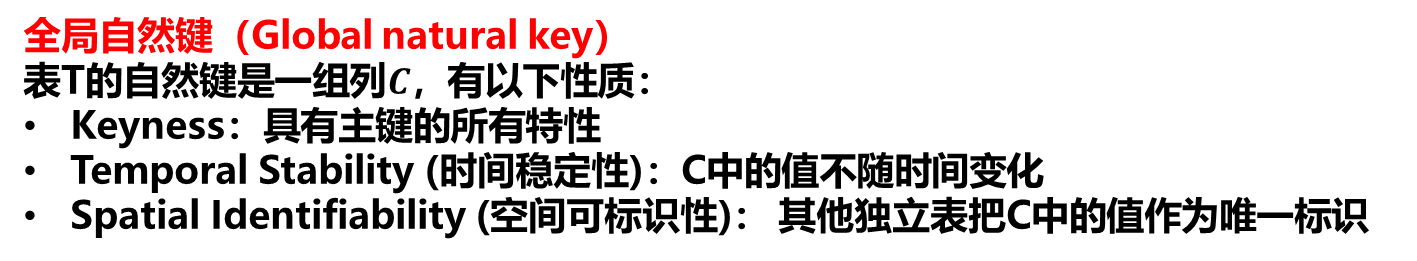 全局自然键（Global natural key）
表T的自然键是一组列C，有以下性质：
• Keyness：具有主键的所有特性
• Temporal Stability (时间稳定性)：C中的值不随时间变化
• Spatial Identifiability (空间可标识性)： 其他独立表把C中的值作为唯一标识